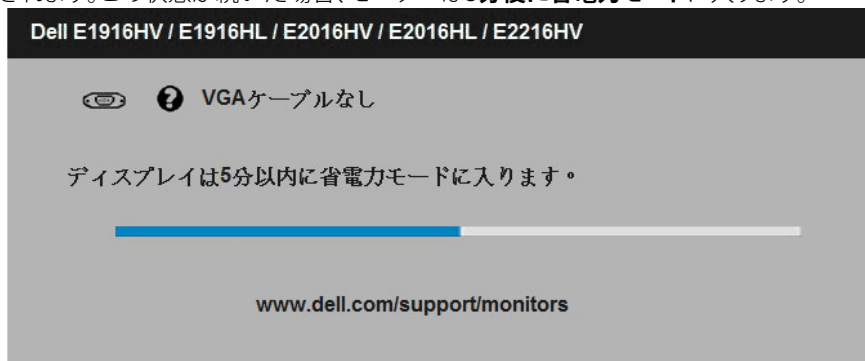 Dell E1916HV / E1916HL / E2016HV / E2016HL / E2216HV
VGAケーブルなし
ディスプレイは5分以内に省電力モードに入ります。
www.dell.com/support/monitors